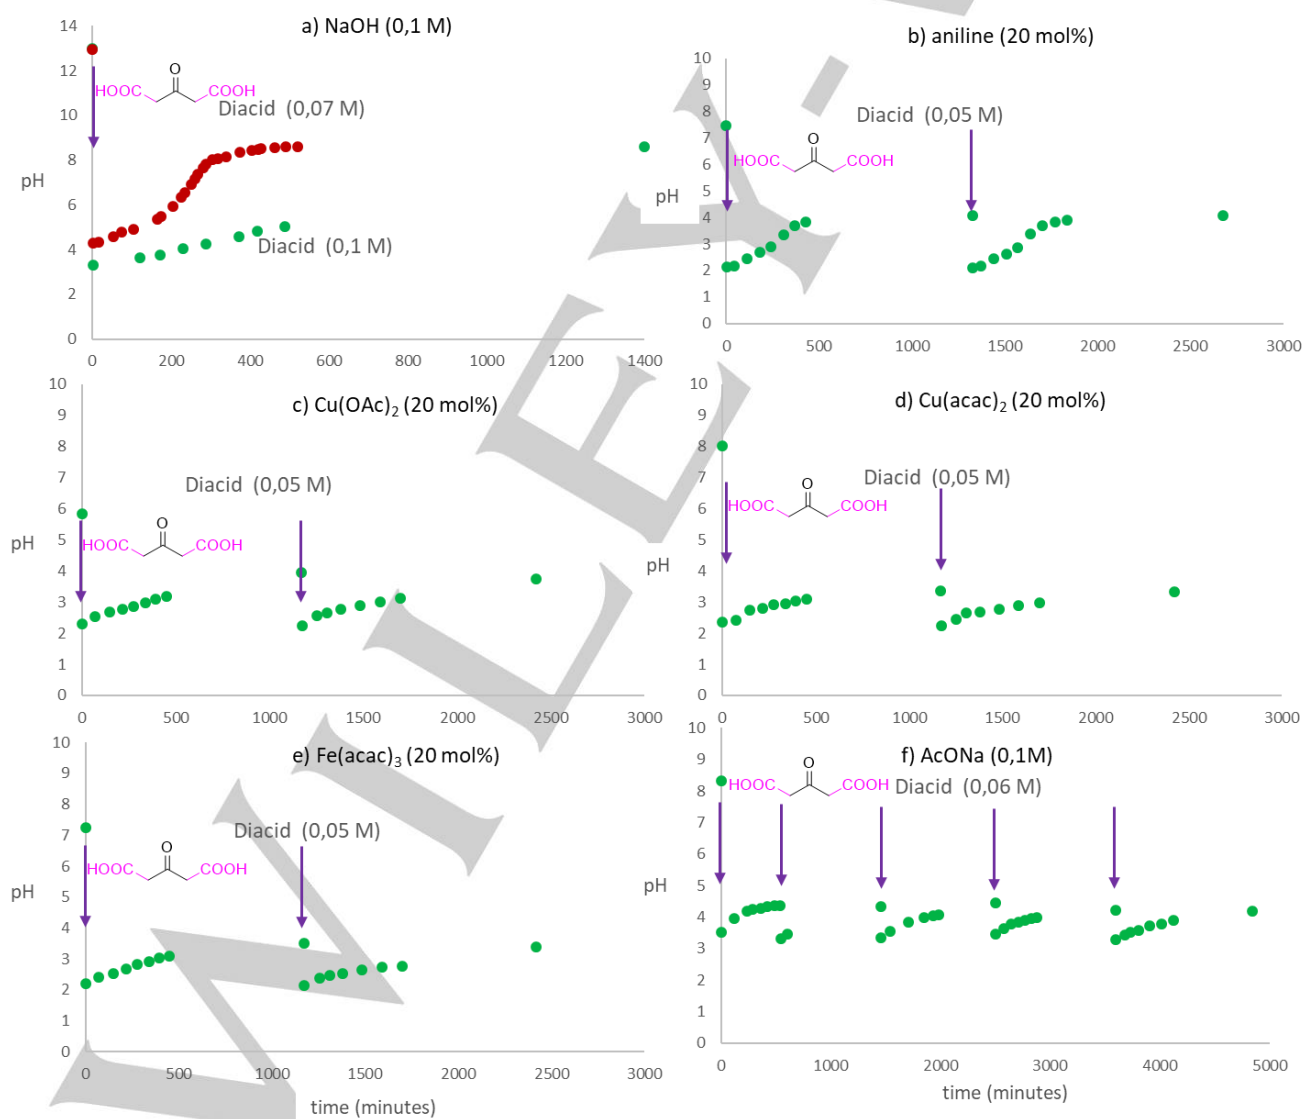 a) NaOH (0,1 M)
14
12
10
8
6
4
2
0
pH
O
HOOC COOH
Diacid (0,07 M)
Diacid (0,1 M)
0 200 400 600 800 1000 1200 1400
b) aniline (20 mol%)
10
9
8
7
6
5
4
3
2
1
0
pH
O
HOOC COOH
Diacid (0,05 M)
0 500 1000 1500 2000 2500 3000
c) Cu(OAc)2 (20 mol%)
10
9
8
7
6
5
4
3
2
1
0
pH
O
HOOC COOH
Diacid (0,05 M)
0 500 1000 1500 2000 2500 3000
d) Cu(acac)2 (20 mol%)
10
9
8
7
6
5
4
3
2
1
0
pH
O
HOOC COOH
Diacid (0,05 M)
0 500 1000 1500 2000 2500 3000
e) Fe(acac)3 (20 mol%)
10
9
8
7
6
5
4
3
2
1
0
pH
O
HOOC COOH
Diacid (0,05 M)
0 500 1000 1500 2000 2500 3000
time (minutes)
f) AcONa (0,1M)
10
9
8
7
6
5
4
3
2
1
0
pH
O
HOOC COOH
Diacid (0,06 M)
0 1000 2000 3000 4000 5000
time (minutes)
WILEY-